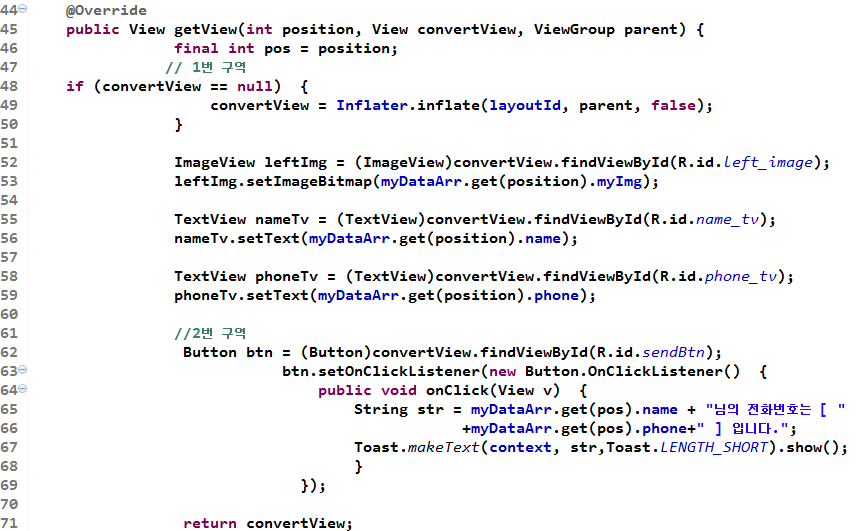 44 @Override
45 public View getView(int position, View convertView, ViewGroup parent) {
46 final int pos = position;
47 // 1번 구역
48 if (convertView == null)  {
49 convertView = Inflater.inflate(layoutId, parent, false);
50 }
51
52 ImageView leftImg = (ImageView)convertView.findViewById(R.id.left_image);
53 leftImg.setImageBitmap(myDataArr.get(position).myImg);
54
55 TextView nameTv = (TextView)convertView.findViewById(R.id.name_tv);
56 nameTv.setText(myDataArr.get(position).name);
57
58 TextView phoneTv = (TextView)convertView.findViewById(R.id.phone_tv);
59 phoneTv.setText(myDataArr.get(position).phone);
60
61 //2번 구역
62 Button btn = (Button)convertView.findViewById(R.id.sendBtn);
63 btn.setOnClickListener(new Button.OnClickListener()  {
64 public void onClick(View v)  {
65 String str = myDataArr.get(pos).name + "님의 전화번호는 [ "
66 +myDataArr.get(pos).phone+" ] 입니다.";
67 Toast.makeText(context, str,Toast.LENGTH_SHORT).show();
68 }
69 });
70
71 return convertView;